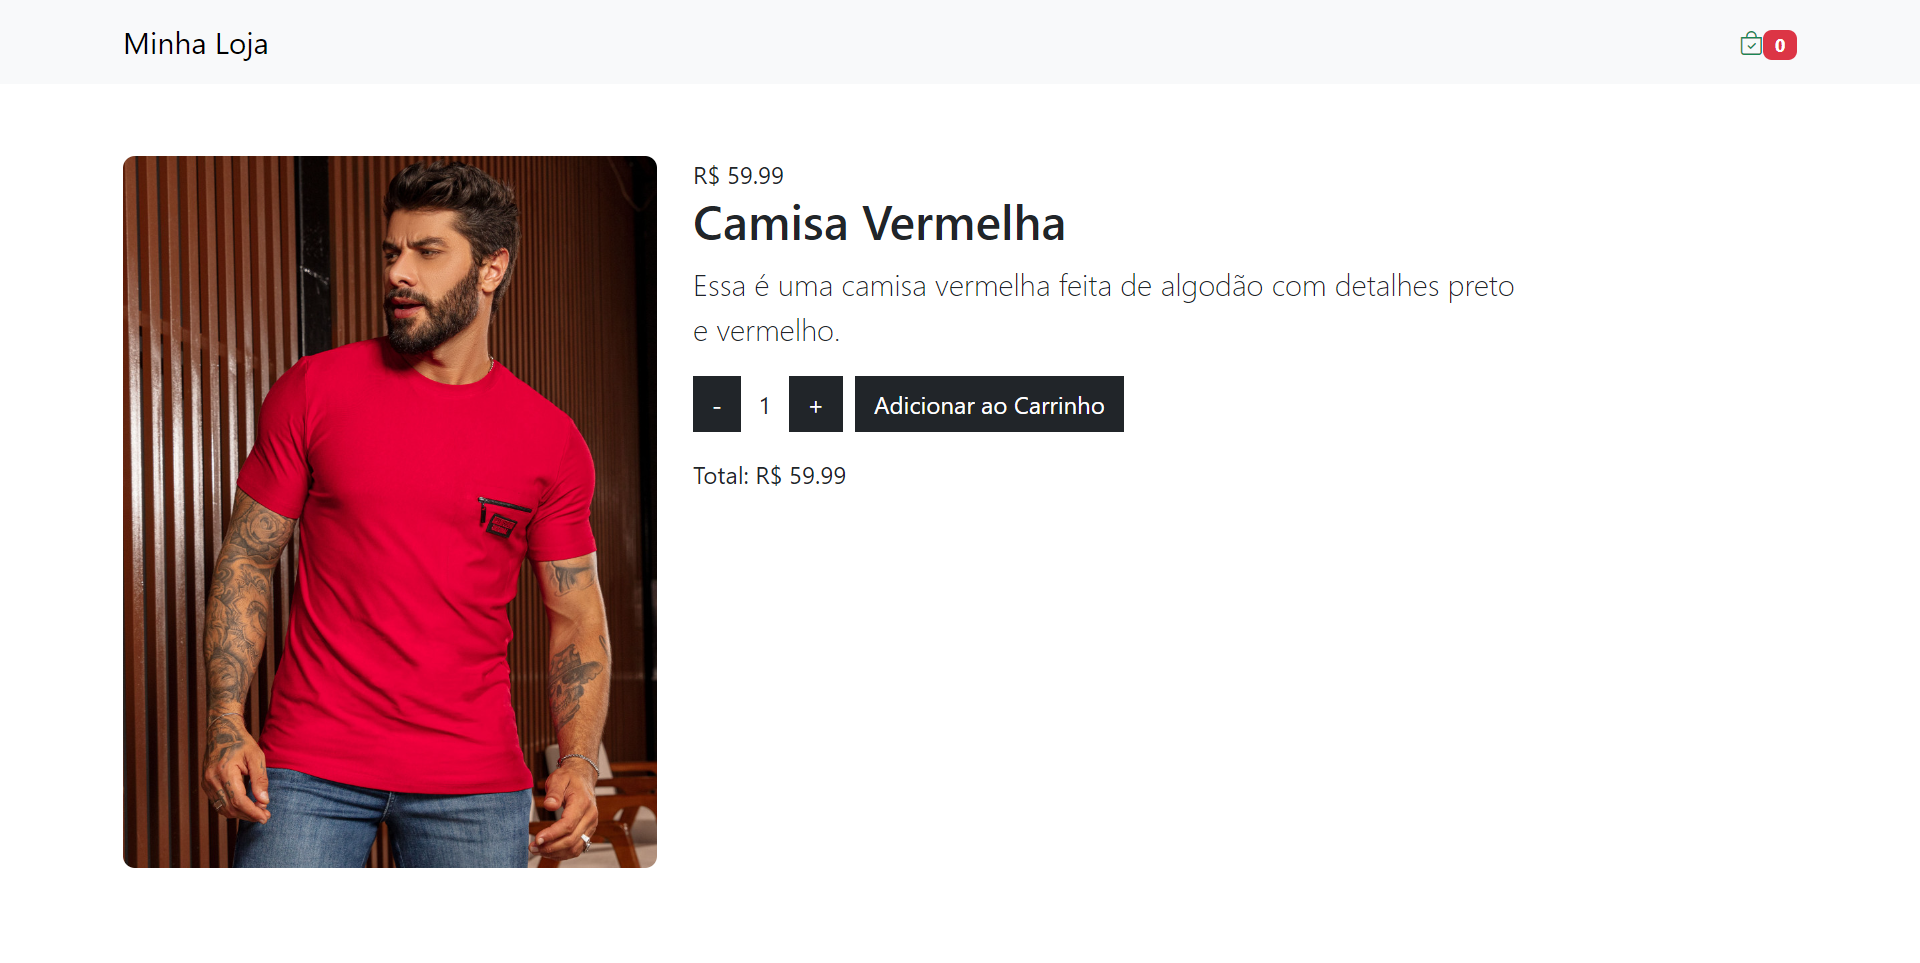 Minha Loja
0
R$ 59.99
Camisa Vermelha
Essa é uma camisa vermelha feita de algodão com detalhes preto
e vermelho.
- 1 + Adicionar ao Carrinho
Total: R$ 59.99